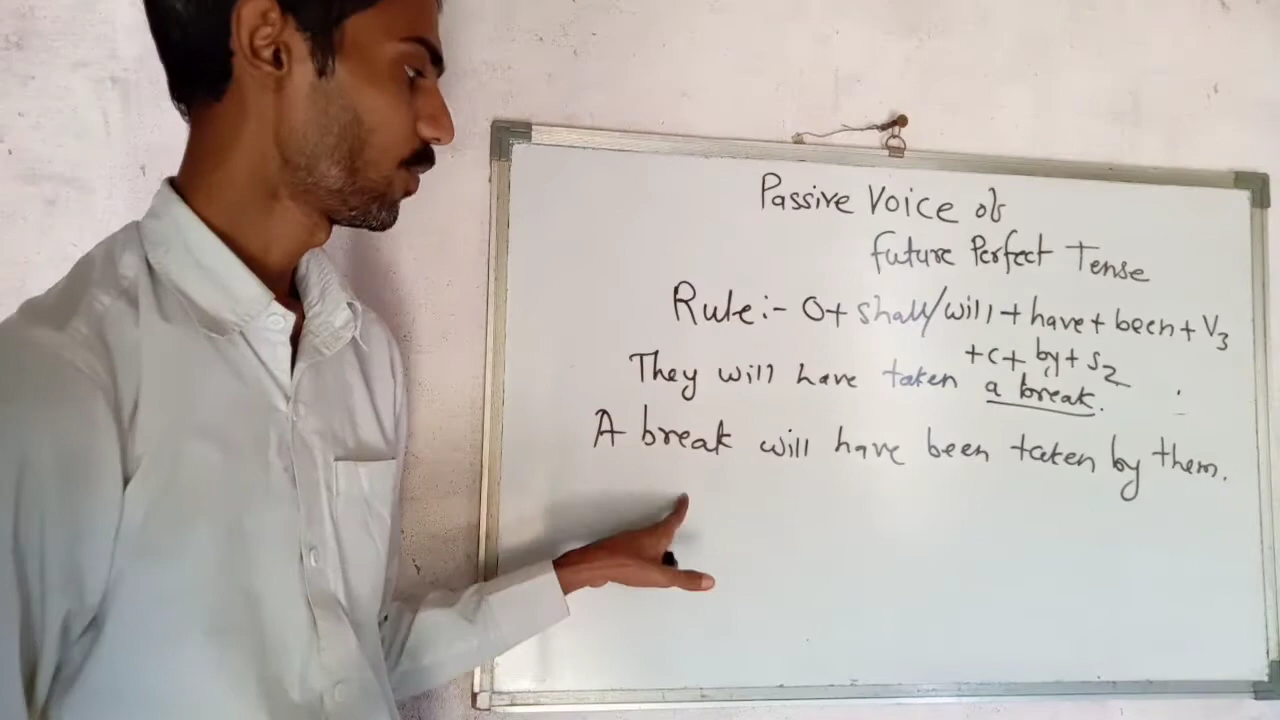 Passive Voice of
future Perfect Tense
Rule:- O+ shall/will+have+been+V3
+c+ by+ S2
They will have taken a break.
A break will have been taken by them.